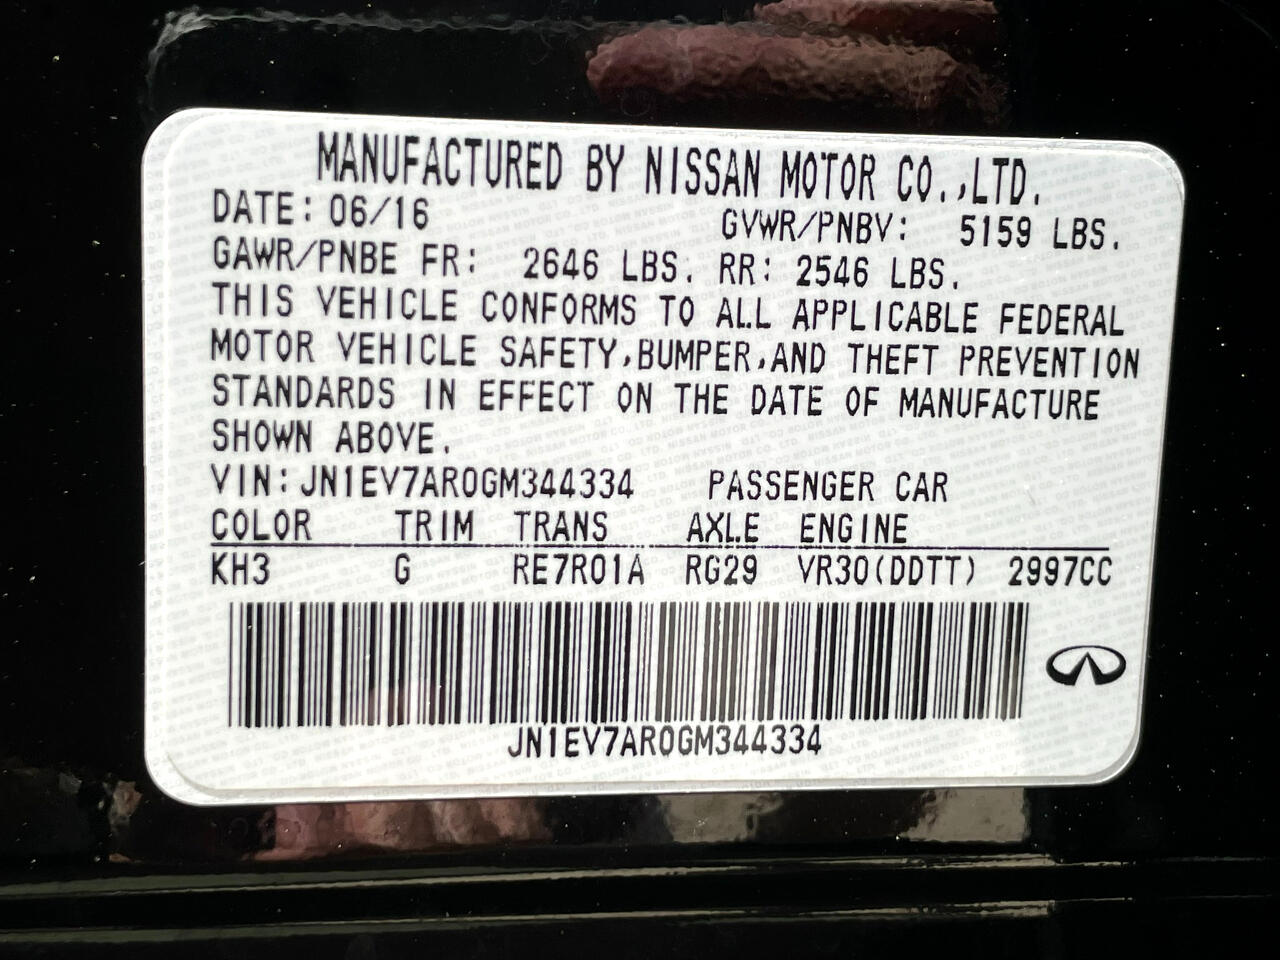 MANUFACTURED BY NISSAN MOTOR CO.,LTD.
DATE: 06/16 GVWR/PNBV: 5159 LBS.
GAWR/PNBE FR: 2646 LBS. RR: 2546 LBS.
THIS VEHICLE CONFORMS TO ALL APPLICABLE FEDERAL
MOTOR VEHICLE SAFETY,BUMPER,AND THEFT PREVENTION
STANDARDS IN EFFECT ON THE DATE OF MANUFACTURE
SHOWN ABOVE.
VIN:JN1EV7AR0GM344334 PASSENGER CAR
COLOR TRIM TRANS AXLE ENGINE
KH3 G RE7R01A RG29 VR30(DDTT) 2997CC
JN1EV7AR0GM344334